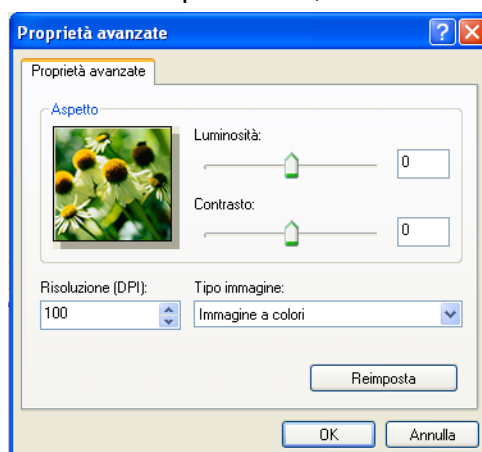 Proprietà avanzate
Proprietà avanzate
Aspetto
Luminosità:
0
Contrasto:
0
Risoluzione (DPI):
Tipo immagine:
100
Immagine a colori
Reimposta
OK
Annulla